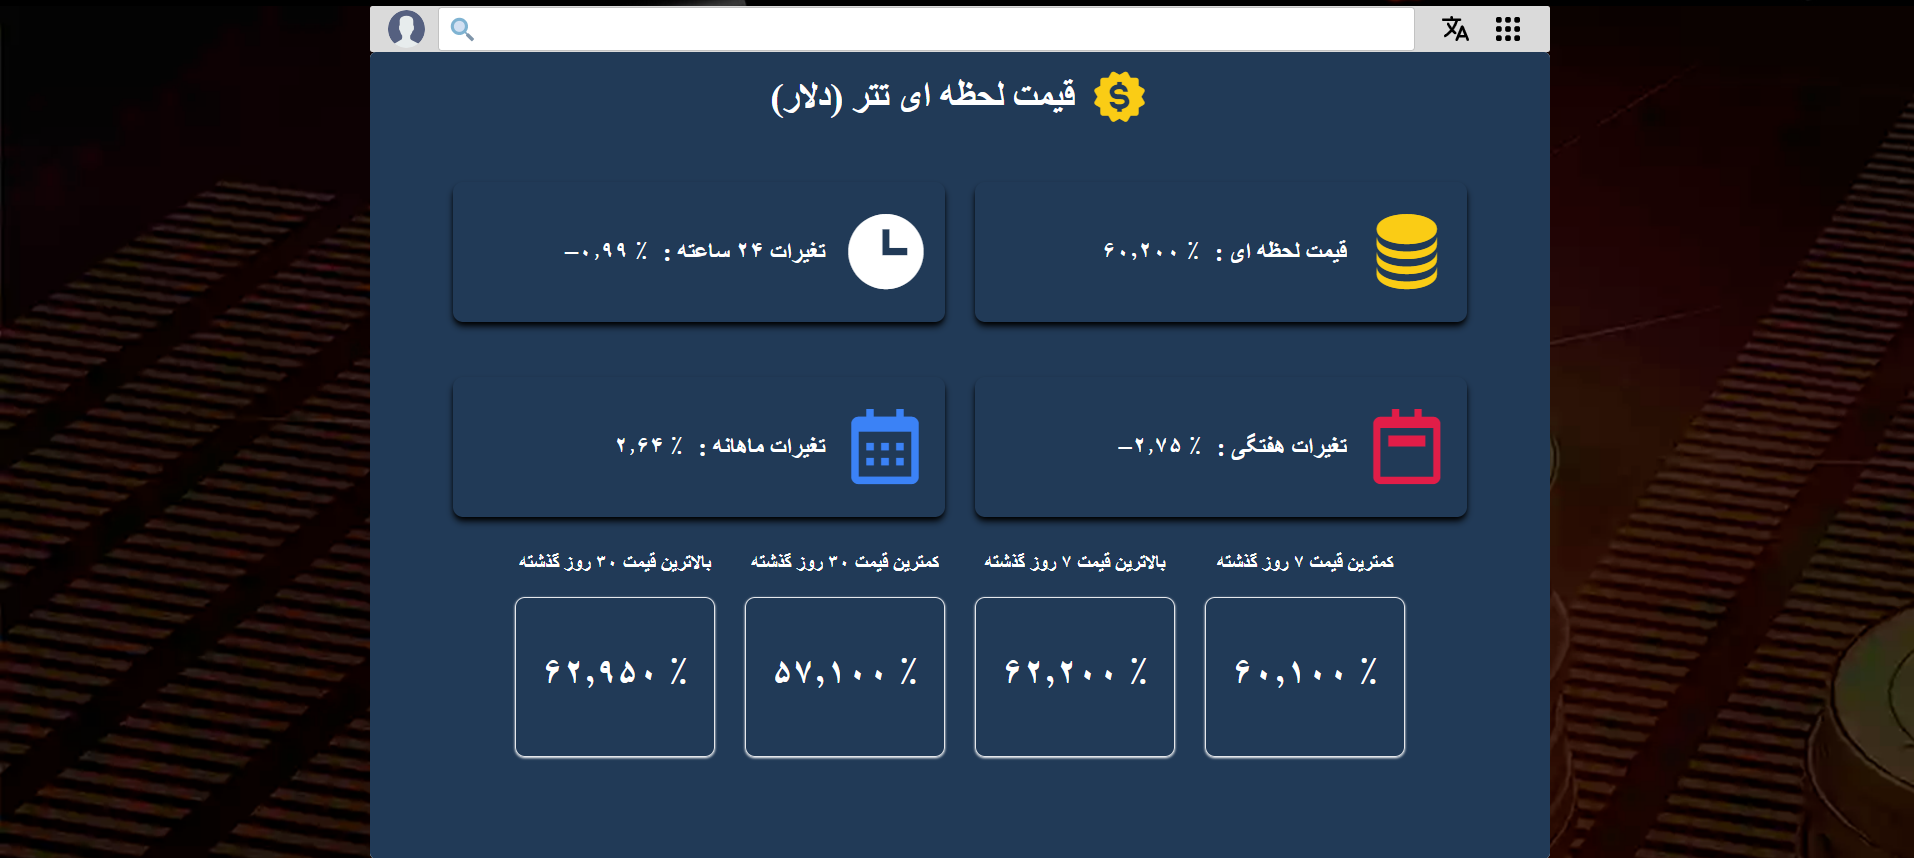 قیمت لحظه ای تتر (دلار)
قیمت لحظه ای : ٪ ۶۰,۲۰۰
تغیرات ۲۴ ساعته : ٪ ۰,۹۹−
تغیرات هفتگی : ٪ ۲,۷۵−
تغیرات ماهانه : ٪ ۲,۶۴
کمترین قیمت ۷ روز گذشته
بالاترین قیمت ۷ روز گذشته
کمترین قیمت ۳۰ روز گذشته
بالاترین قیمت ۳۰ روز گذشته
٪ ۶۰,۱۰۰
٪ ۶۲,۲۰۰
٪ ۵۷,۱۰۰
٪ ۶۲,۹۵۰